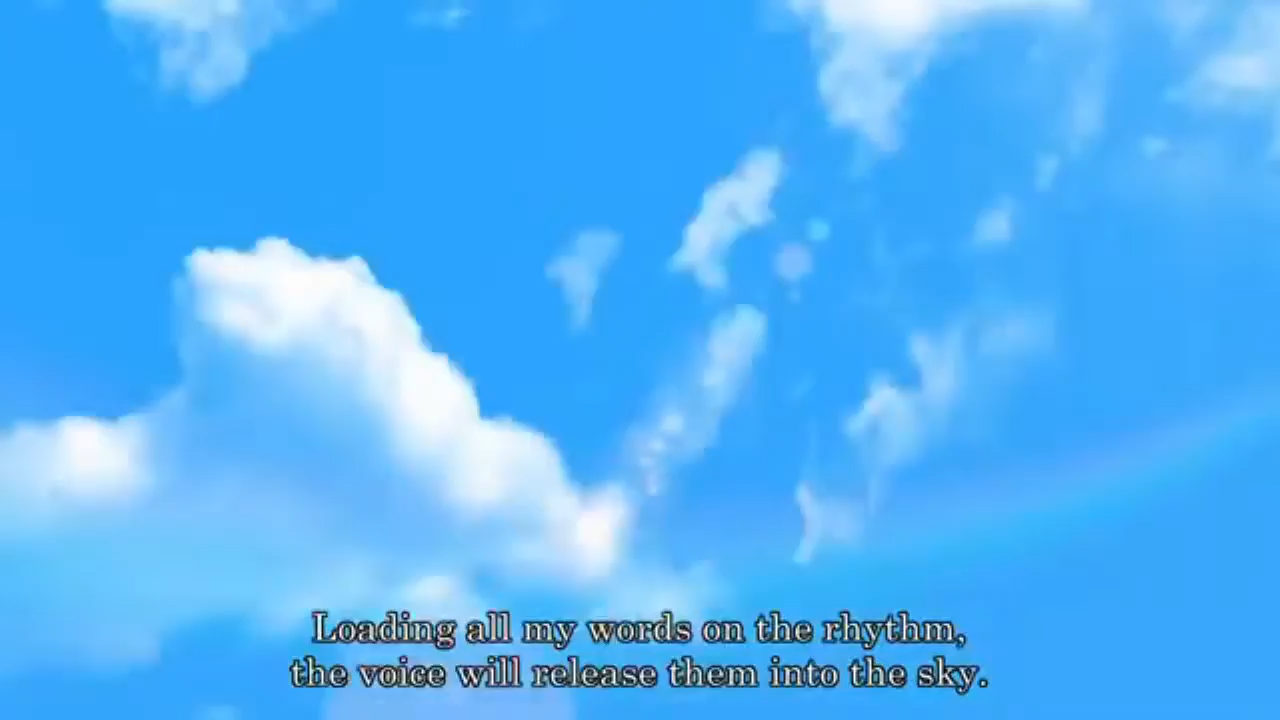 Loading all my words on the rhythm,
the voice will release them into the sky.